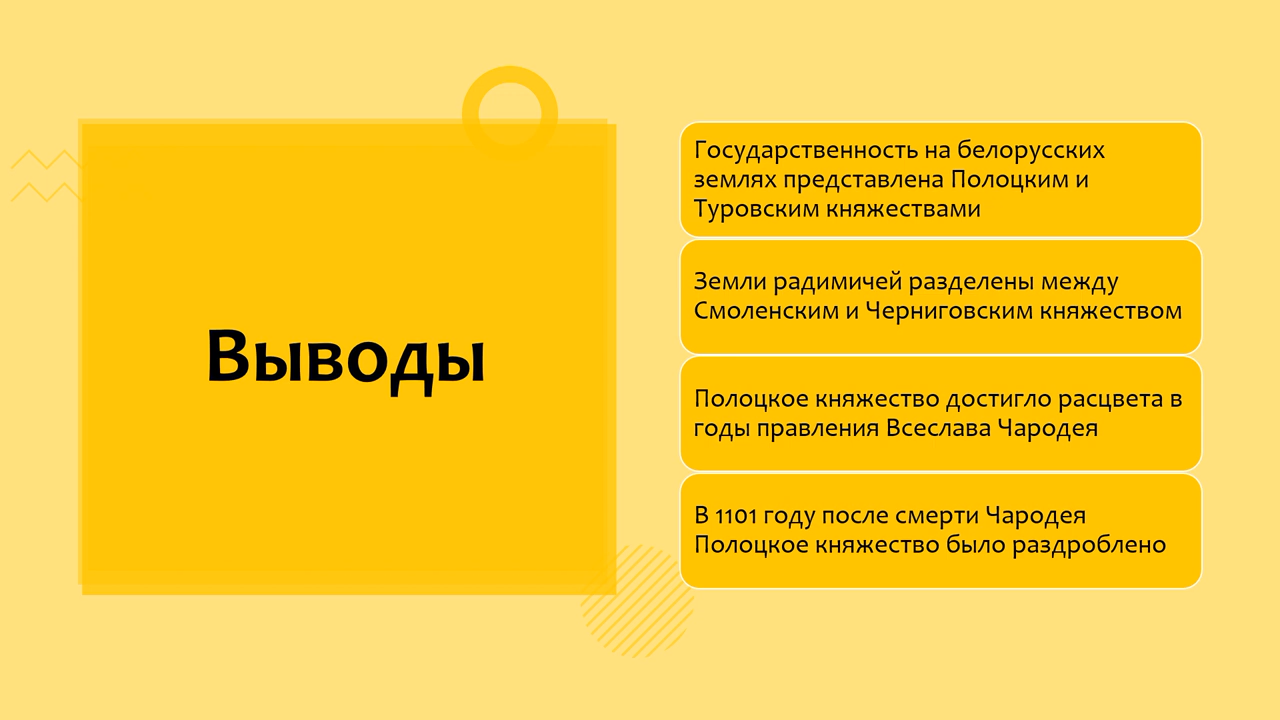 Выводы
Государственность на белорусских
землях представлена Полоцким и
Туровским княжествами
Земли радимичей разделены между
Смоленским и Черниговским княжеством
Полоцкое княжество достигло расцвета в
годы правления Всеслава Чародея
В 1101 году после смерти Чародея
Полоцкое княжество было раздроблено